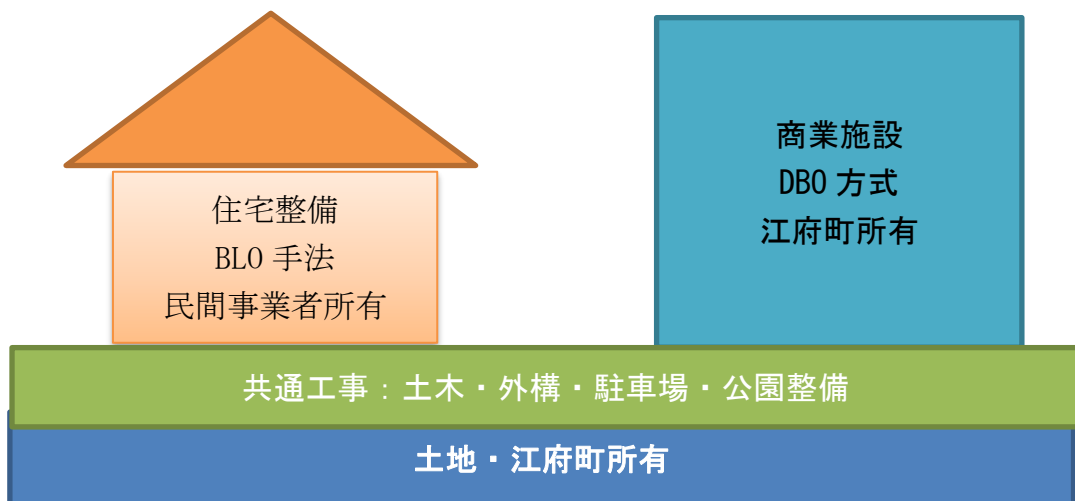 住宅整備
BLO 手法
民間事業者所有
商業施設
DBO 方式
江府町所有
共通工事：土木・外構・駐車場・公園整備
土地・江府町所有